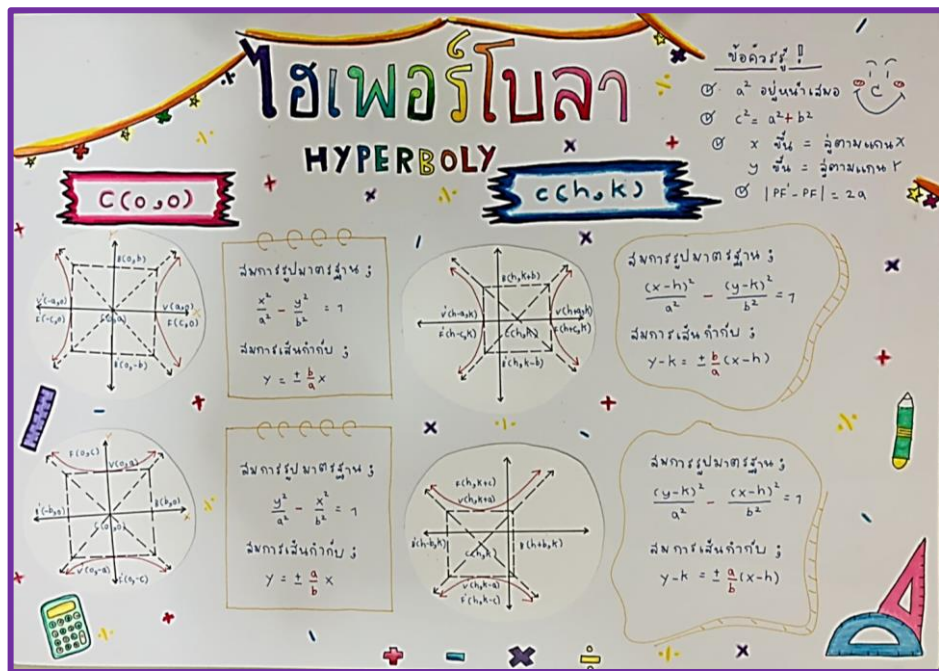 ไฮเพอร์โบลา
HYPERBOLY
ข้อควรรู้ !
a² อยู่หน้าเสมอ
c² = a² + b²
x ขึ้น = สู่ตามแกน X
y ขึ้น = สู่ตามแกน Y
|PF' - PF| = 2a
C(0,0)
B(0,b)
V'(-a,0)
V(a,0)
F'(-c,0)
F(c,0)
B'(0,-b)
สมการรูปมาตรฐาน ;
x²/a² - y²/b² = 1
สมการเส้นกำกับ ;
y = ± b/a x
F(0,c)
V(0,a)
B'(-b,0)
B(b,0)
C(0,0)
V'(0,-a)
F'(0,-c)
สมการรูปมาตรฐาน ;
y²/a² - x²/b² = 1
สมการเส้นกำกับ ;
y = ± a/b x
c(h,k)
B(h,k+b)
V'(h-a,k)
V(h+a,k)
F'(h-c,k)
C(h,k)
F(h+c,k)
B'(h,k-b)
สมการรูปมาตรฐาน ;
(x-h)²/a² - (y-k)²/b² = 1
สมการเส้นกำกับ ;
y-k = ± b/a (x-h)
F(h,k+c)
V(h,k+a)
B'(h-b,k)
C(h,k)
B(h+b,k)
V'(h,k-a)
F'(h,k-c)
สมการรูปมาตรฐาน ;
(y-k)²/a² - (x-h)²/b² = 1
สมการเส้นกำกับ ;
y-k = ± a/b (x-h)